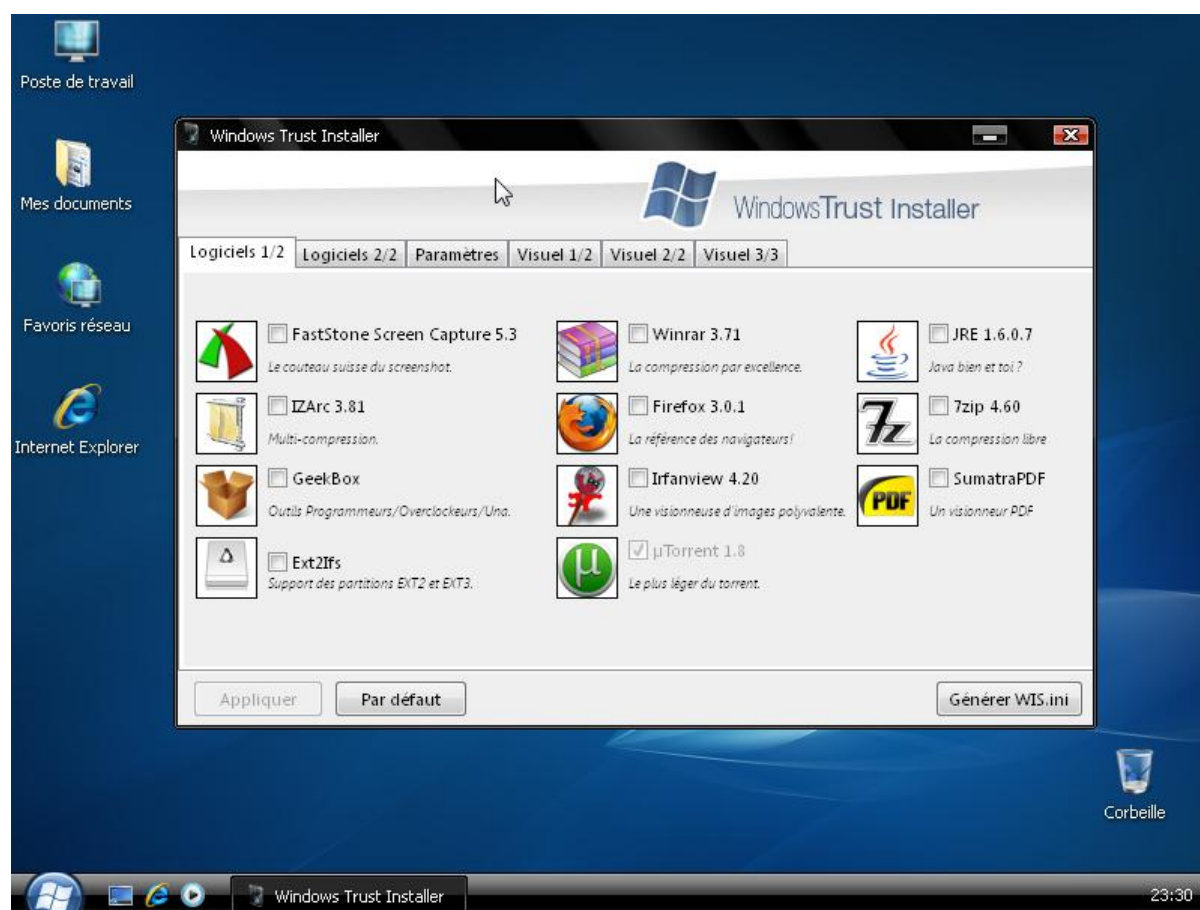 Poste de travail
Mes documents
Favoris réseau
Internet Explorer
Windows Trust Installer
WindowsTrust Installer
Logiciels 1/2 Logiciels 2/2 Paramètres Visuel 1/2 Visuel 2/2 Visuel 3/3
FastStone Screen Capture 5.3
Le couteau suisse du screenshot.
Winrar 3.71
La compression par excellence.
JRE 1.6.0.7
Java bien et toi ?
IZArc 3.81
Multi-compression.
Firefox 3.0.1
La référence des navigateurs!
7z
7zip 4.60
La compression libre
GeekBox
Outils Programmeurs/Overclockeurs/Una.
Irfanview 4.20
Une visionneuse d'images polyvalente.
PDF
SumatraPDF
Un visionneur PDF
Ext2Ifs
Support des partitions EXT2 et EXT3.
µ
µTorrent 1.8
Le plus léger du torrent.
Appliquer
Par défaut
Générer WIS.ini
Corbeille
Windows Trust Installer
23:30